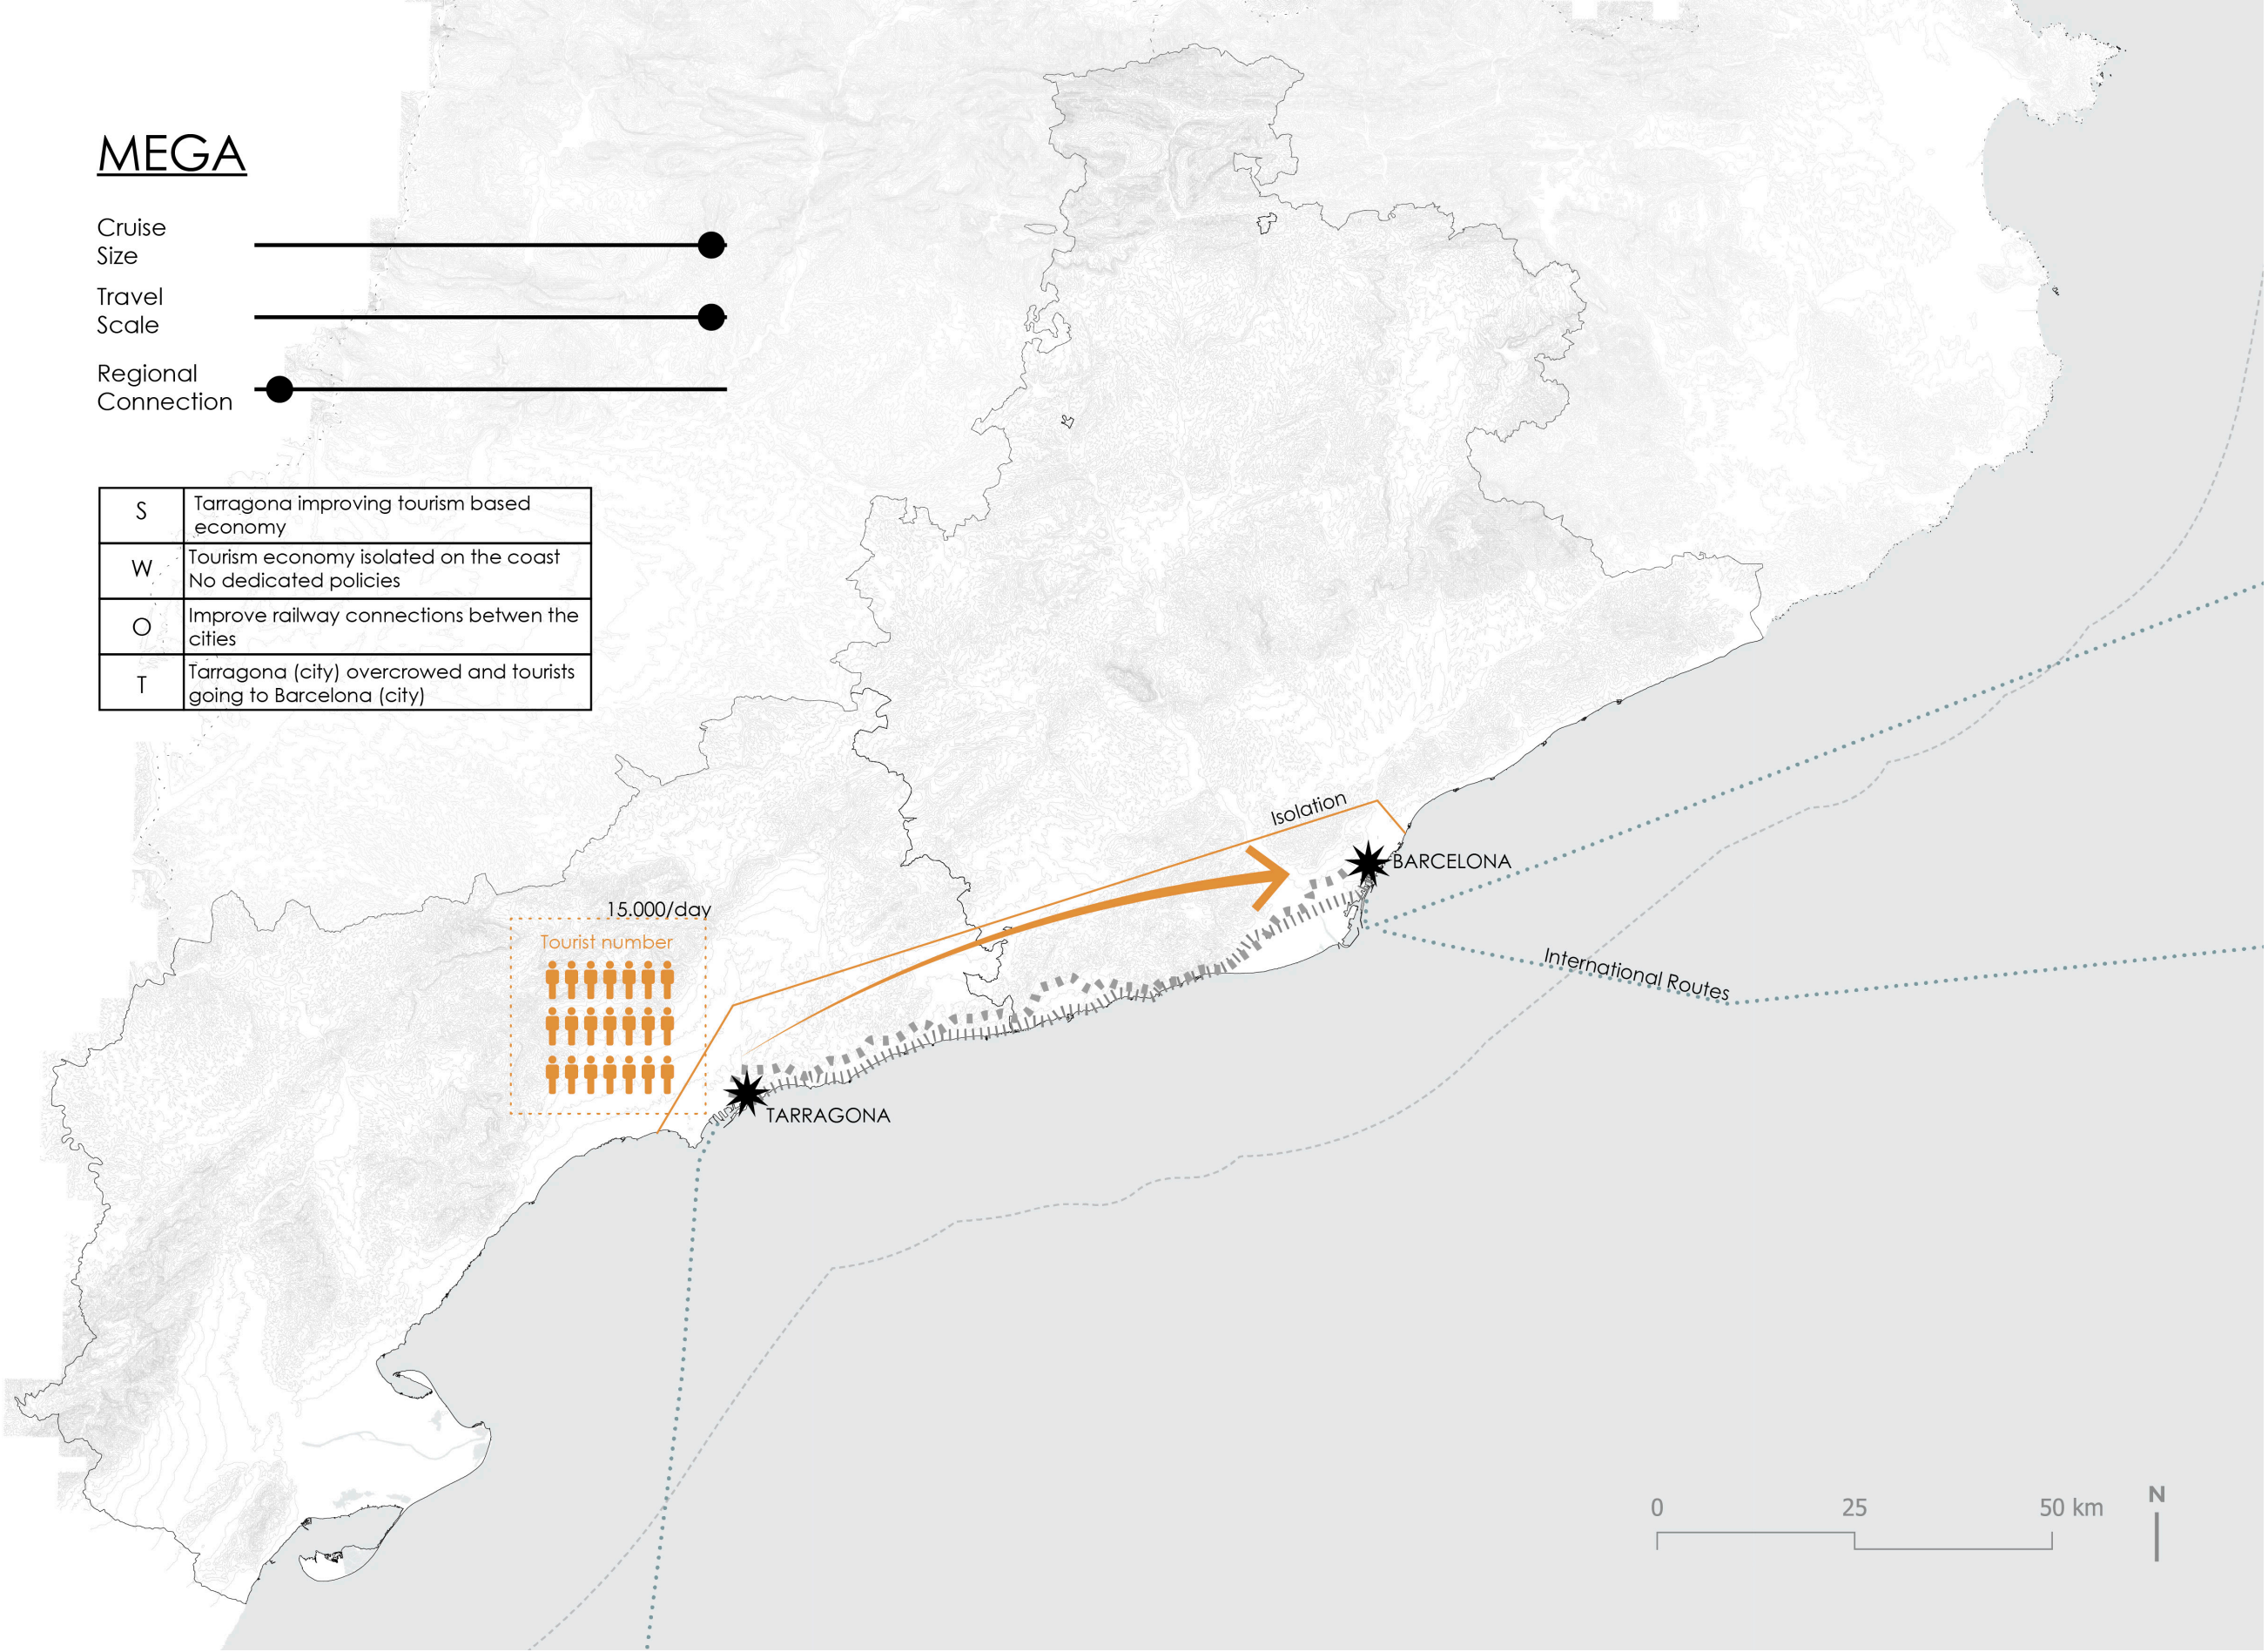 MEGA
Cruise
Size
Travel
Scale
Regional
Connection
S
Tarragona improving tourism based
economy
W
Tourism economy isolated on the coast
No dedicated policies
O
Improve railway connections betwen the
cities
T
Tarragona (city) overcrowed and tourists
going to Barcelona (city)
Isolation
BARCELONA
15.000/day
Tourist number
International Routes
TARRAGONA
0 25 50 km
N